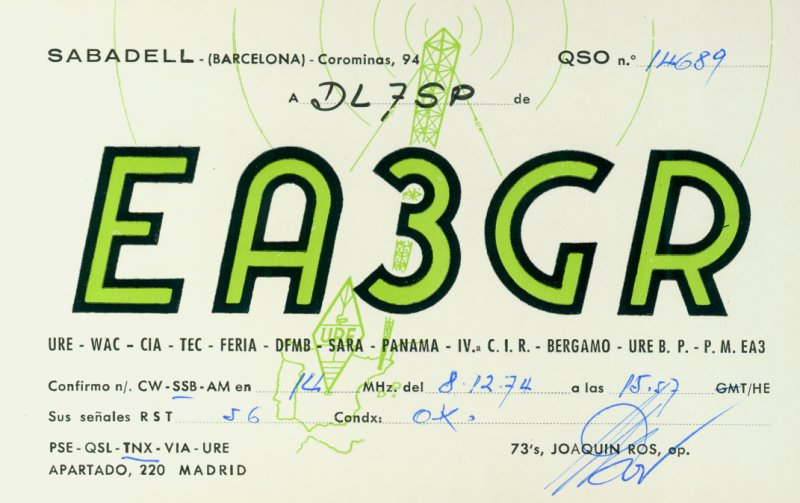 SABADELL - (BARCELONA) - Corominas, 94 QSO n.º 14689
A DL7SP de
EA3GR
URE
URE - WAC - CIA - TEC - FERIA - DFMB - SARA - PANAMA - IV.a C. I. R. - BERGAMO - URE B. P. - P. M. EA3
Confirmo n/. CW-SSB-AM en 14 MHz. del 8-12-74 a las 15.57 GMT/HE
Sus señales RST 56 Condx: OK.
PSE-QSL-TNX-VIA-URE 73's, JOAQUIN ROS, op.
APARTADO, 220 MADRID